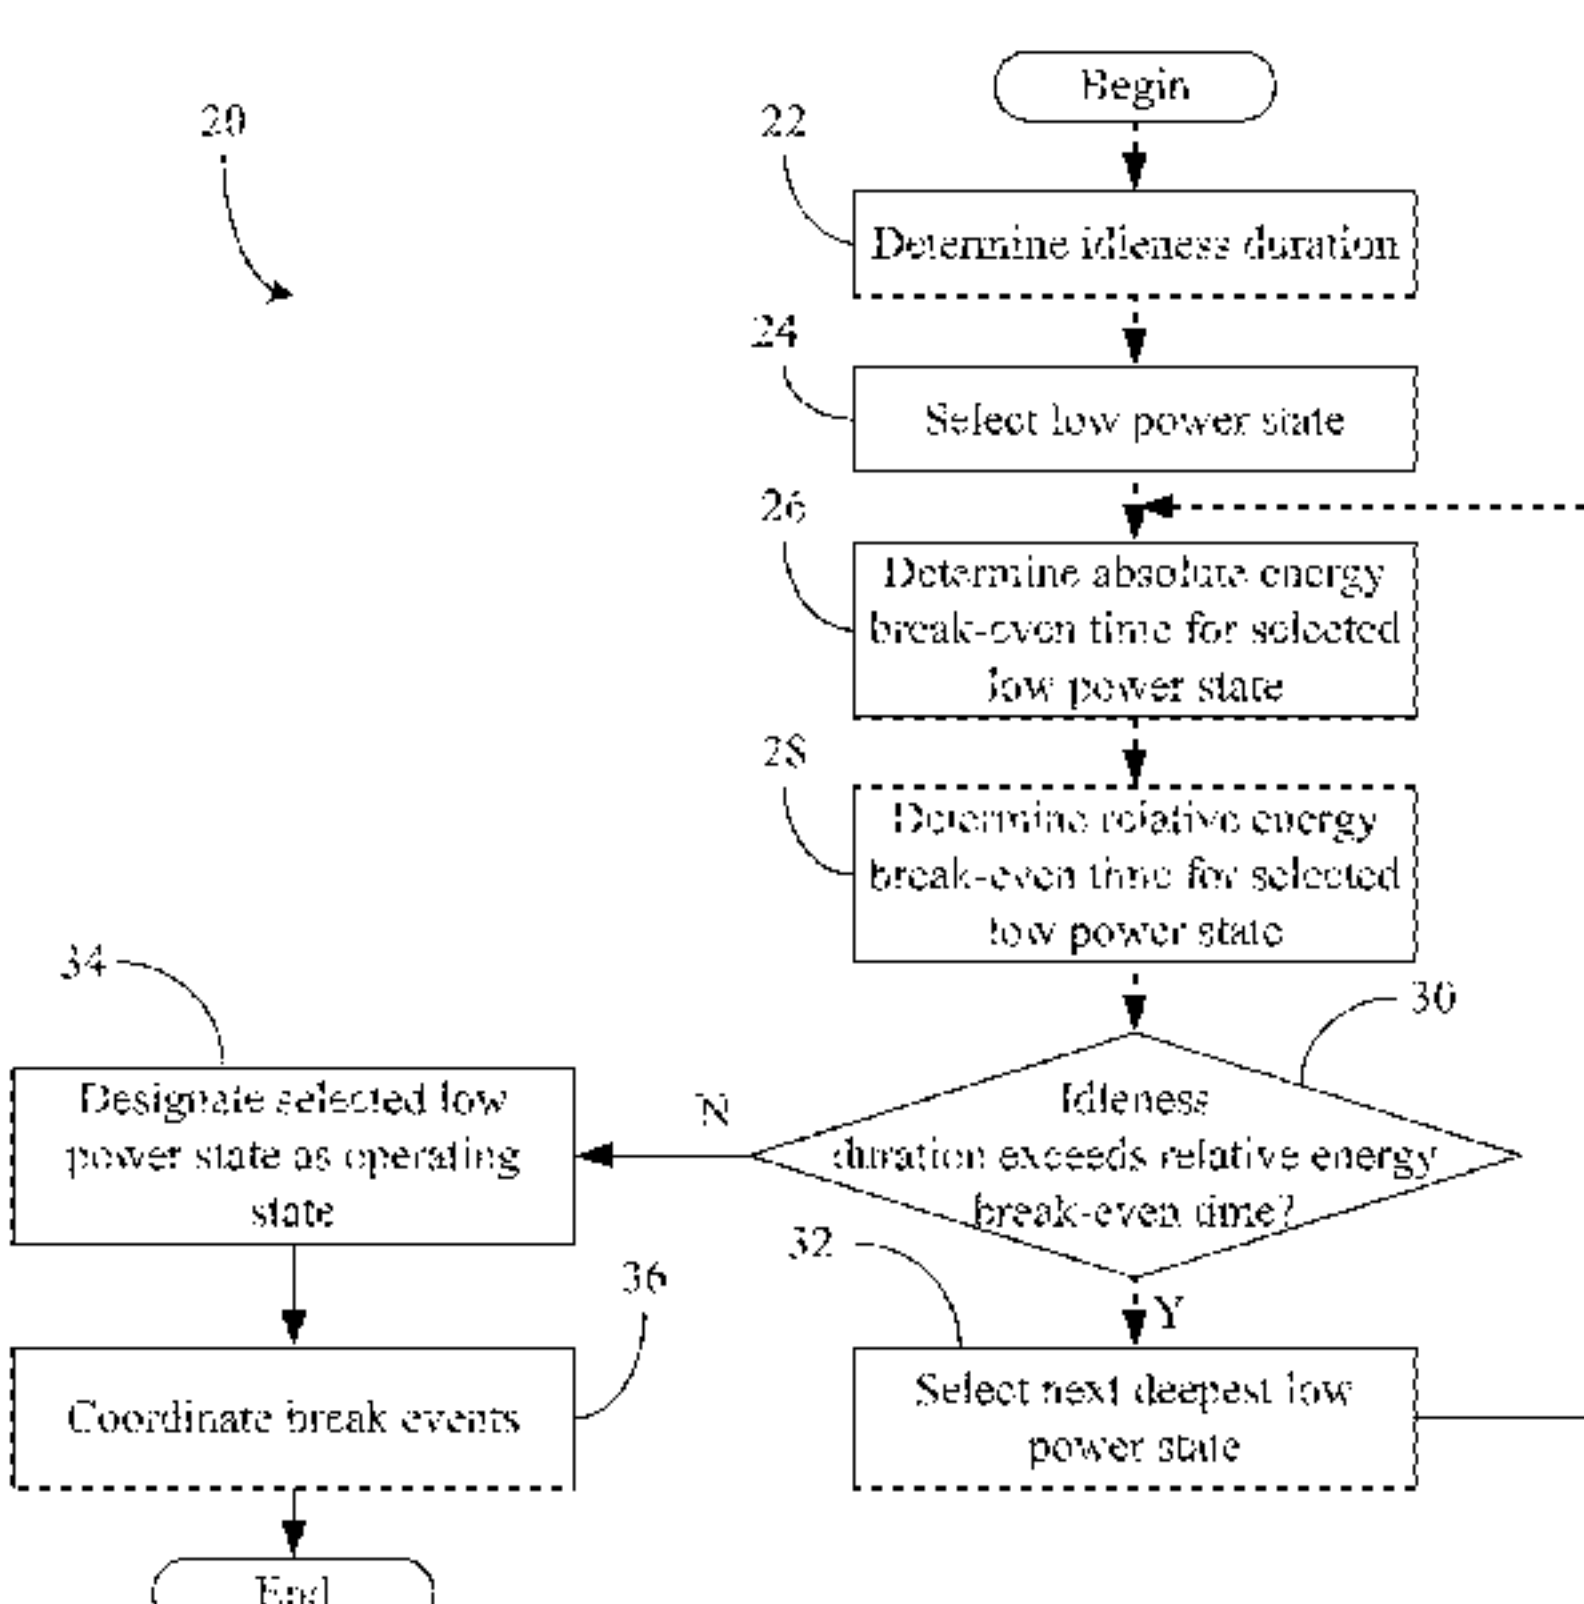 Begin
20
22
Determine idleness duration
24
Select low power state
26
Determine absolute energy
break-even time for selected
low power state
28
Determine relative energy
break-even time for selected
low power state
34
30
Designate selected low
power state as operating
state
N
Idleness
duration exceeds relative energy
break-even time?
32
36
Y
Coordinate break events
Select next deepest low
power state
End